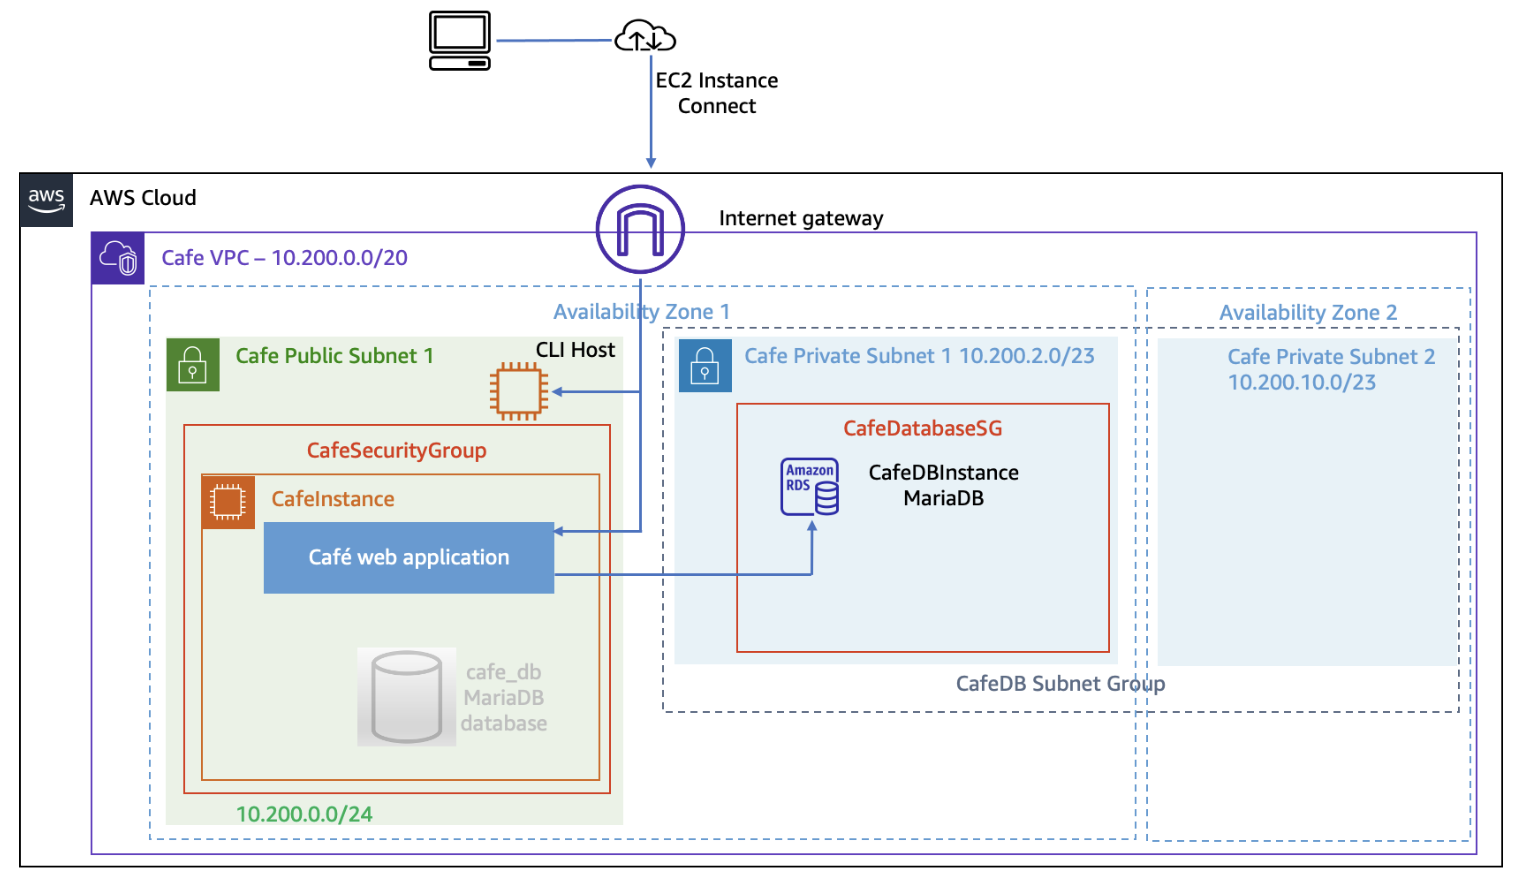 EC2 Instance
Connect
aws
AWS Cloud
Internet gateway
Cafe VPC – 10.200.0.0/20
Availability Zone 1
Availability Zone 2
Cafe Public Subnet 1
CLI Host
Cafe Private Subnet 1 10.200.2.0/23
Cafe Private Subnet 2
10.200.10.0/23
CafeSecurityGroup
CafeDatabaseSG
CafeInstance
Amazon
RDS
CafeDBInstance
MariaDB
Café web application
cafe_db
MariaDB
database
CafeDB Subnet Group
10.200.0.0/24